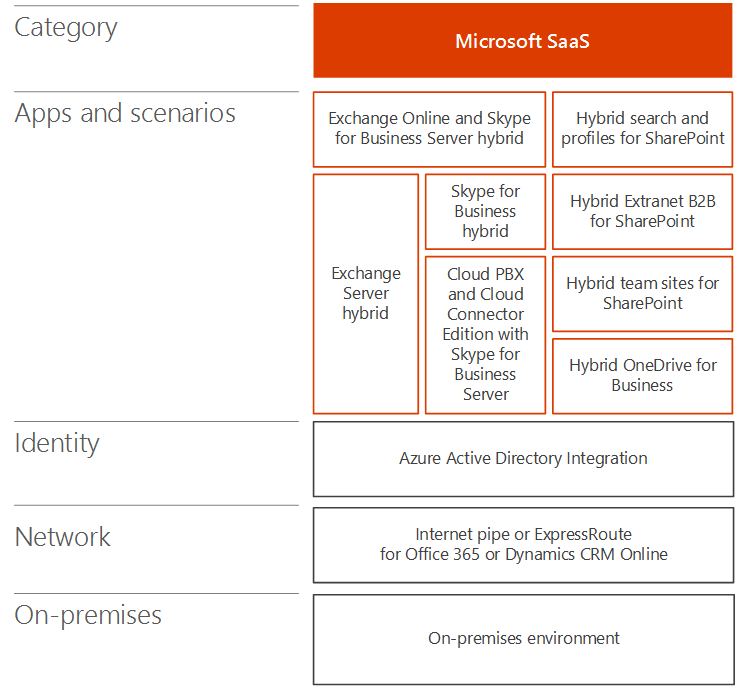 Category
Microsoft SaaS
Apps and scenarios
Exchange Online and Skype
for Business Server hybrid
Hybrid search and
profiles for SharePoint
Exchange
Server
hybrid
Skype for
Business
hybrid
Hybrid Extranet B2B
for SharePoint
Cloud PBX
and Cloud
Connector
Edition with
Skype for
Business
Server
Hybrid team sites for
SharePoint
Hybrid OneDrive for
Business
Identity
Azure Active Directory Integration
Network
Internet pipe or ExpressRoute
for Office 365 or Dynamics CRM Online
On-premises
On-premises environment